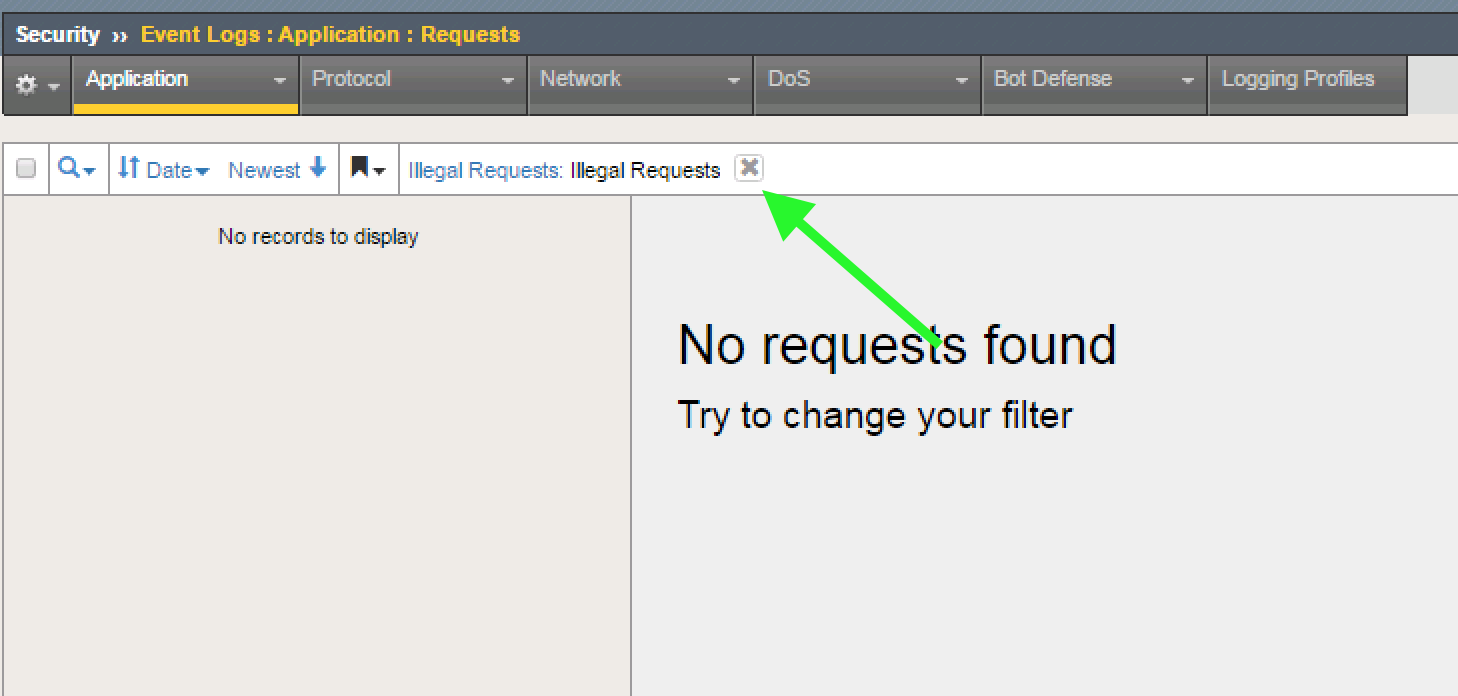 Security ›› Event Logs : Application : Requests
Application Protocol Network DoS Bot Defense Logging Profiles
Date Newest Illegal Requests: Illegal Requests
No records to display
No requests found
Try to change your filter